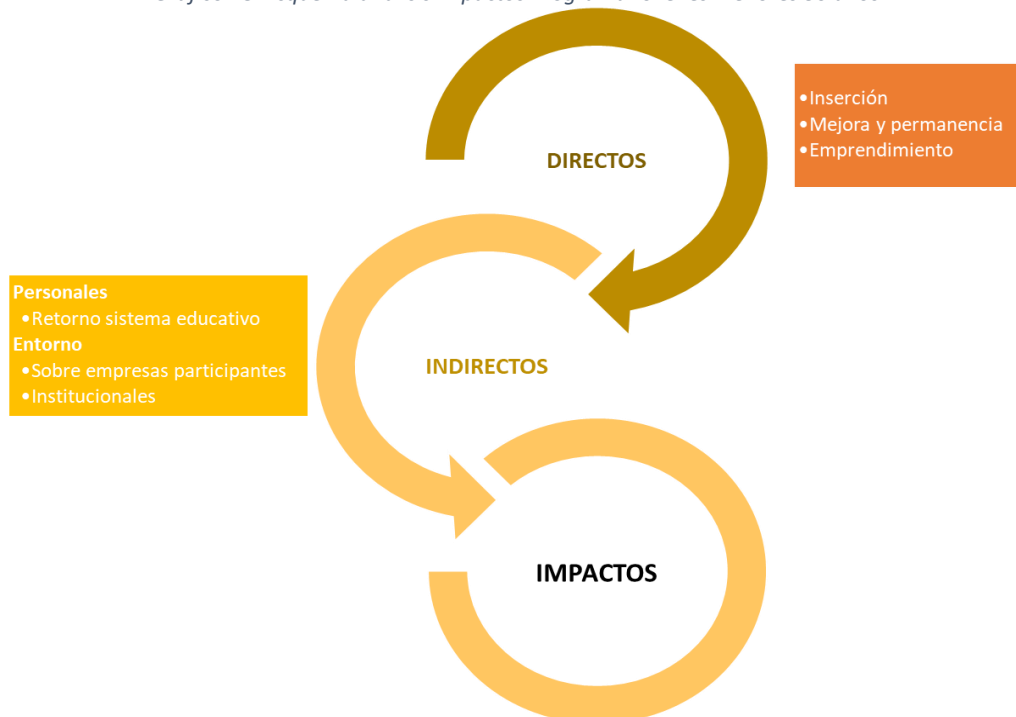 DIRECTOS
•Inserción
•Mejora y permanencia
•Emprendimiento
Personales
•Retorno sistema educativo
Entorno
•Sobre empresas participantes
•Institucionales
INDIRECTOS
IMPACTOS